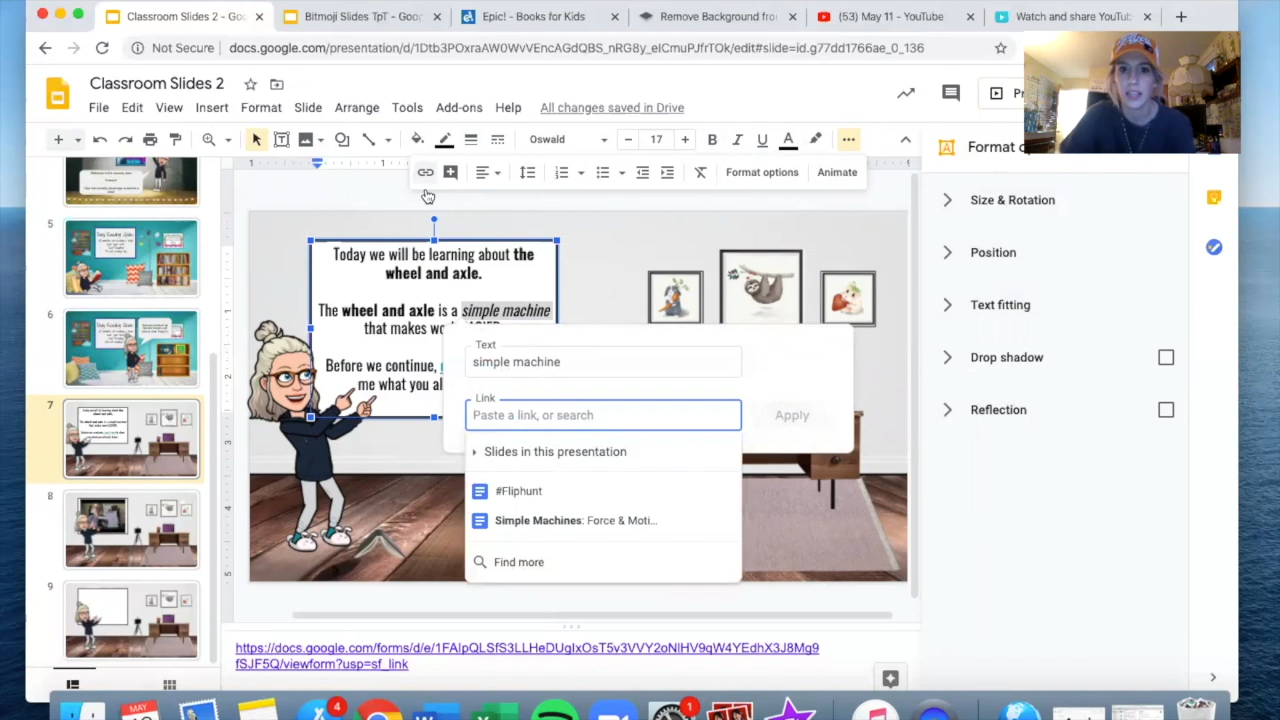 Classroom Slides 2 - Goo
Bitmoji Slides TpT - Goog
Epic! - Books for Kids
Remove Background from
(53) May 11 - YouTube
Watch and share YouTub
Not Secure
docs.google.com/presentation/d/1Dtb3POxraAW0WvVEncAGdQBS_nRG8y_eICmuPJfrTOk/edit#slide=id.g77dd1766ae_0_136
Classroom Slides 2
File Edit View Insert Format Arrange Tools Add-ons Help All changes saved in Drive
Oswald 17 B I U A
Format options Animate
Format o
Size & Rotation
Position
Text fitting
Drop shadow
Reflection
5
6
7
8
9
Today we will be learning about the
wheel and axle.
The wheel and axle is a simple machine
that makes wo
Before we continue,
me what you al
Text
simple machine
Link
Paste a link, or search
Apply
Slides in this presentation
#Fliphunt
Simple Machines: Force & Moti...
Find more
https://docs.google.com/forms/d/e/1FAIpQLSfS3LLHeDUgIxOsT5v3VVY2oNlHV9qW4YEdhX3J8Mg9
fSJF5Q/viewform?usp=sf_link
MAY
4
1